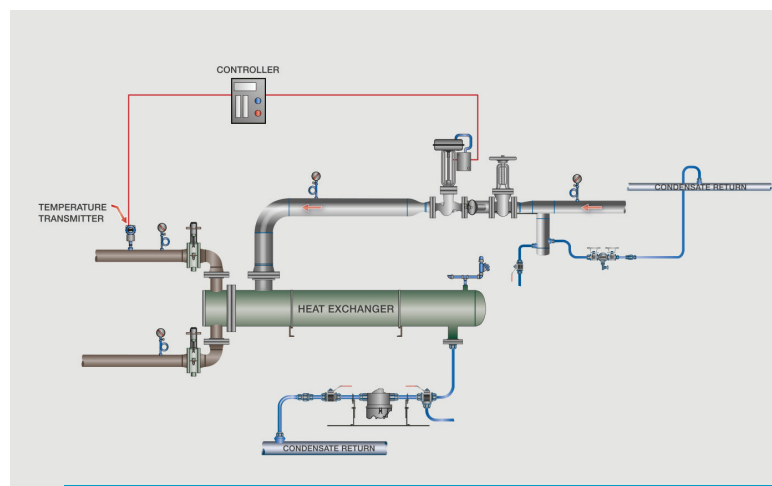 CONTROLLER
TEMPERATURE
TRANSMITTER
CONDENSATE RETURN
HEAT EXCHANGER
CONDENSATE RETURN